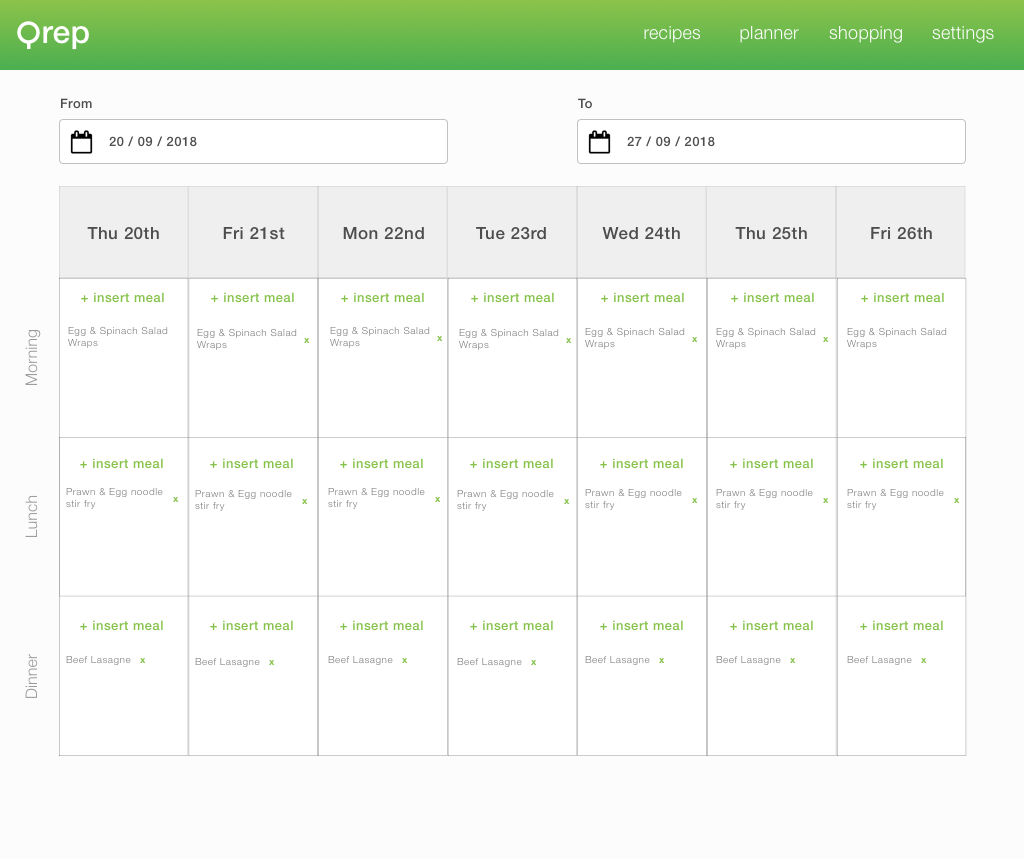 Prep
recipes planner shopping settings
From
To
20 / 09 / 2018
27 / 09 / 2018
Thu 20th Fri 21st Mon 22nd Tue 23rd Wed 24th Thu 25th Fri 26th
Morning
+ insert meal + insert meal + insert meal + insert meal + insert meal + insert meal + insert meal
Egg & Spinach Salad Egg & Spinach Salad Egg & Spinach Salad Egg & Spinach Salad Egg & Spinach Salad Egg & Spinach Salad Egg & Spinach Salad
Wraps Wraps x Wraps x Wraps x Wraps x Wraps x Wraps
Lunch
+ insert meal + insert meal + insert meal + insert meal + insert meal + insert meal + insert meal
Prawn & Egg noodle x Prawn & Egg noodle x Prawn & Egg noodle x Prawn & Egg noodle x Prawn & Egg noodle x Prawn & Egg noodle x Prawn & Egg noodle x
stir fry stir fry stir fry stir fry stir fry stir fry stir fry
Dinner
+ insert meal + insert meal + insert meal + insert meal + insert meal + insert meal + insert meal
Beef Lasagne x Beef Lasagne x Beef Lasagne x Beef Lasagne x Beef Lasagne x Beef Lasagne x Beef Lasagne x